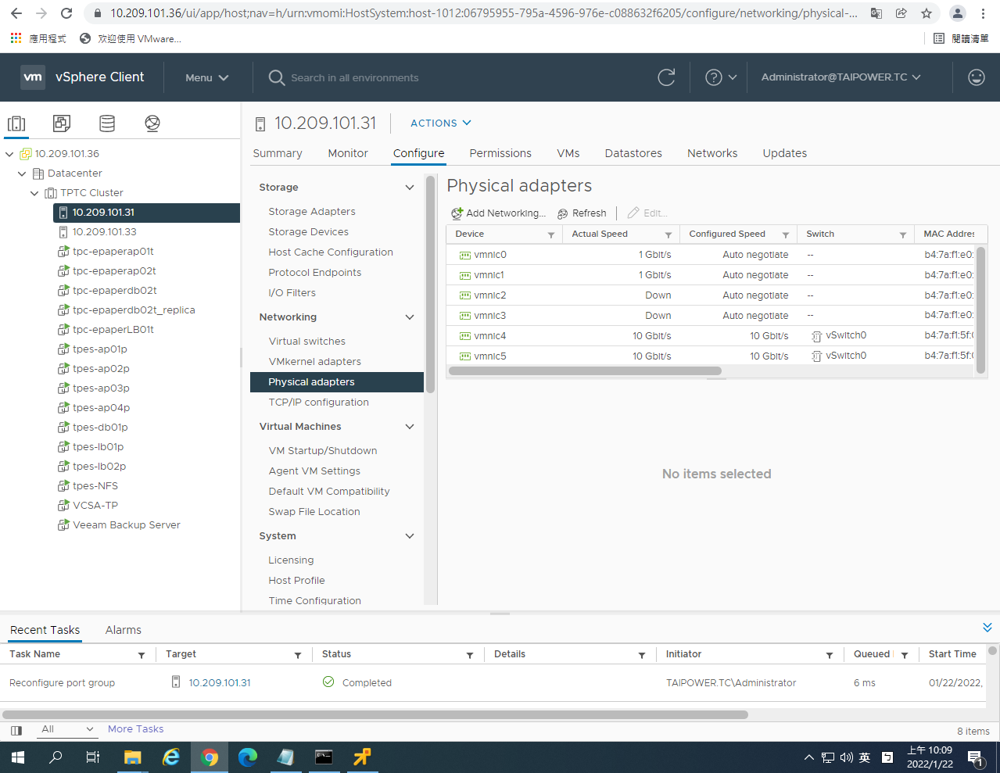 10.209.101.36/ui/app/host;nav=h/urn:vmomi:HostSystem:host-1012:06795955-795a-4596-976e-c088632f6205/configure/networking/physical-...
應用程式 歡迎使用 VMware... 閱讀清單
vm vSphere Client Menu Search in all environments Administrator@TAIPOWER.TC
10.209.101.31 ACTIONS
Summary Monitor Configure Permissions VMs Datastores Networks Updates
10.209.101.36
Datacenter
TPTC Cluster
10.209.101.31
10.209.101.33
tpc-epaperap01t
tpc-epaperap02t
tpc-epaperdb02t
tpc-epaperdb02t_replica
tpc-epaperLB01t
tpes-ap01p
tpes-ap02p
tpes-ap03p
tpes-ap04p
tpes-db01p
tpes-lb01p
tpes-lb02p
tpes-NFS
VCSA-TP
Veeam Backup Server
Storage
Storage Adapters
Storage Devices
Host Cache Configuration
Protocol Endpoints
I/O Filters
Networking
Virtual switches
VMkernel adapters
Physical adapters
TCP/IP configuration
Virtual Machines
VM Startup/Shutdown
Agent VM Settings
Default VM Compatibility
Swap File Location
System
Licensing
Host Profile
Time Configuration
Physical adapters
Add Networking... Refresh Edit...
Device Actual Speed Configured Speed Switch MAC Addres
vmnic0 1 Gbit/s Auto negotiate -- b4:7a:f1:e0:
vmnic1 1 Gbit/s Auto negotiate -- b4:7a:f1:e0:
vmnic2 Down Auto negotiate -- b4:7a:f1:e0:
vmnic3 Down Auto negotiate -- b4:7a:f1:e0:
vmnic4 10 Gbit/s 10 Gbit/s vSwitch0 b4:7a:f1:5f:0
vmnic5 10 Gbit/s 10 Gbit/s vSwitch0 b4:7a:f1:5f:0
No items selected
Recent Tasks Alarms
Task Name Target Status Details Initiator Queued Start Time
Reconfigure port group 10.209.101.31 Completed TAIPOWER.TC\Administrator 6 ms 01/22/2022,
All More Tasks 8 items
英 上午 10:09
2022/1/22 1